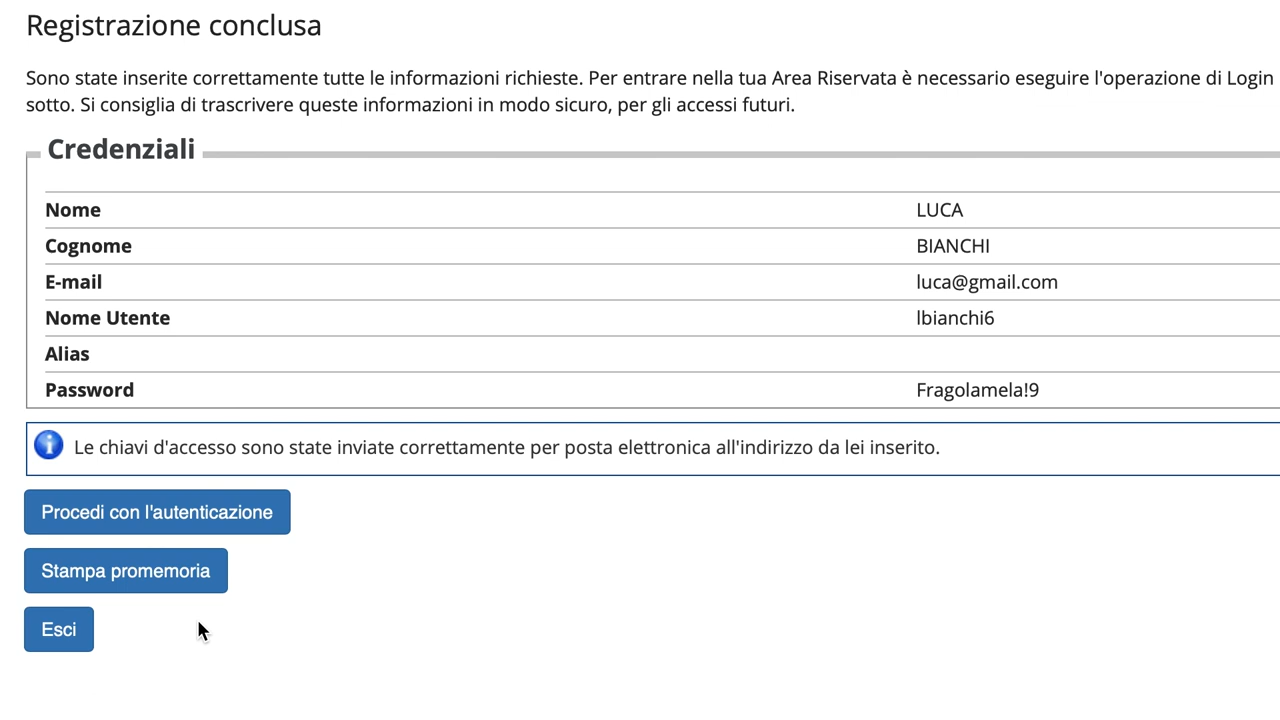 Registrazione conclusa
Sono state inserite correttamente tutte le informazioni richieste. Per entrare nella tua Area Riservata è necessario eseguire l'operazione di Login
sotto. Si consiglia di trascrivere queste informazioni in modo sicuro, per gli accessi futuri.
Credenziali
Nome LUCA
Cognome BIANCHI
E-mail luca@gmail.com
Nome Utente lbianchi6
Alias
Password Fragolamela!9
Le chiavi d'accesso sono state inviate correttamente per posta elettronica all'indirizzo da lei inserito.
Procedi con l'autenticazione
Stampa promemoria
Esci